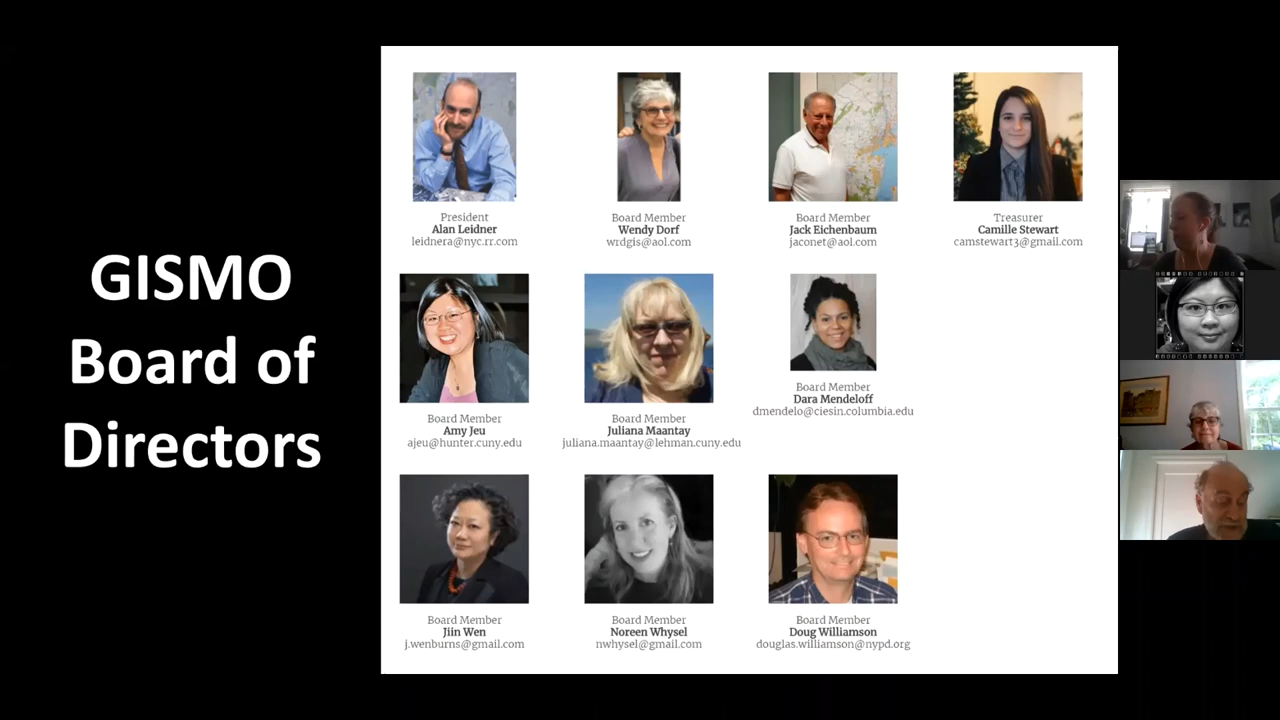 GISMO
Board of
Directors
President
Alan Leidner
leidnera@nyc.rr.com
Board Member
Wendy Dorf
wrdgis@aol.com
Board Member
Jack Eichenbaum
jaconet@aol.com
Treasurer
Camille Stewart
camstewart3@gmail.com
Board Member
Amy Jeu
ajeu@hunter.cuny.edu
Board Member
Juliana Maantay
juliana.maantay@lehman.cuny.edu
Board Member
Dara Mendeloff
dmendelo@ciesin.columbia.edu
Board Member
Jiin Wen
j.wenburns@gmail.com
Board Member
Noreen Whysel
nwhysel@gmail.com
Board Member
Doug Williamson
douglas.williamson@nypd.org